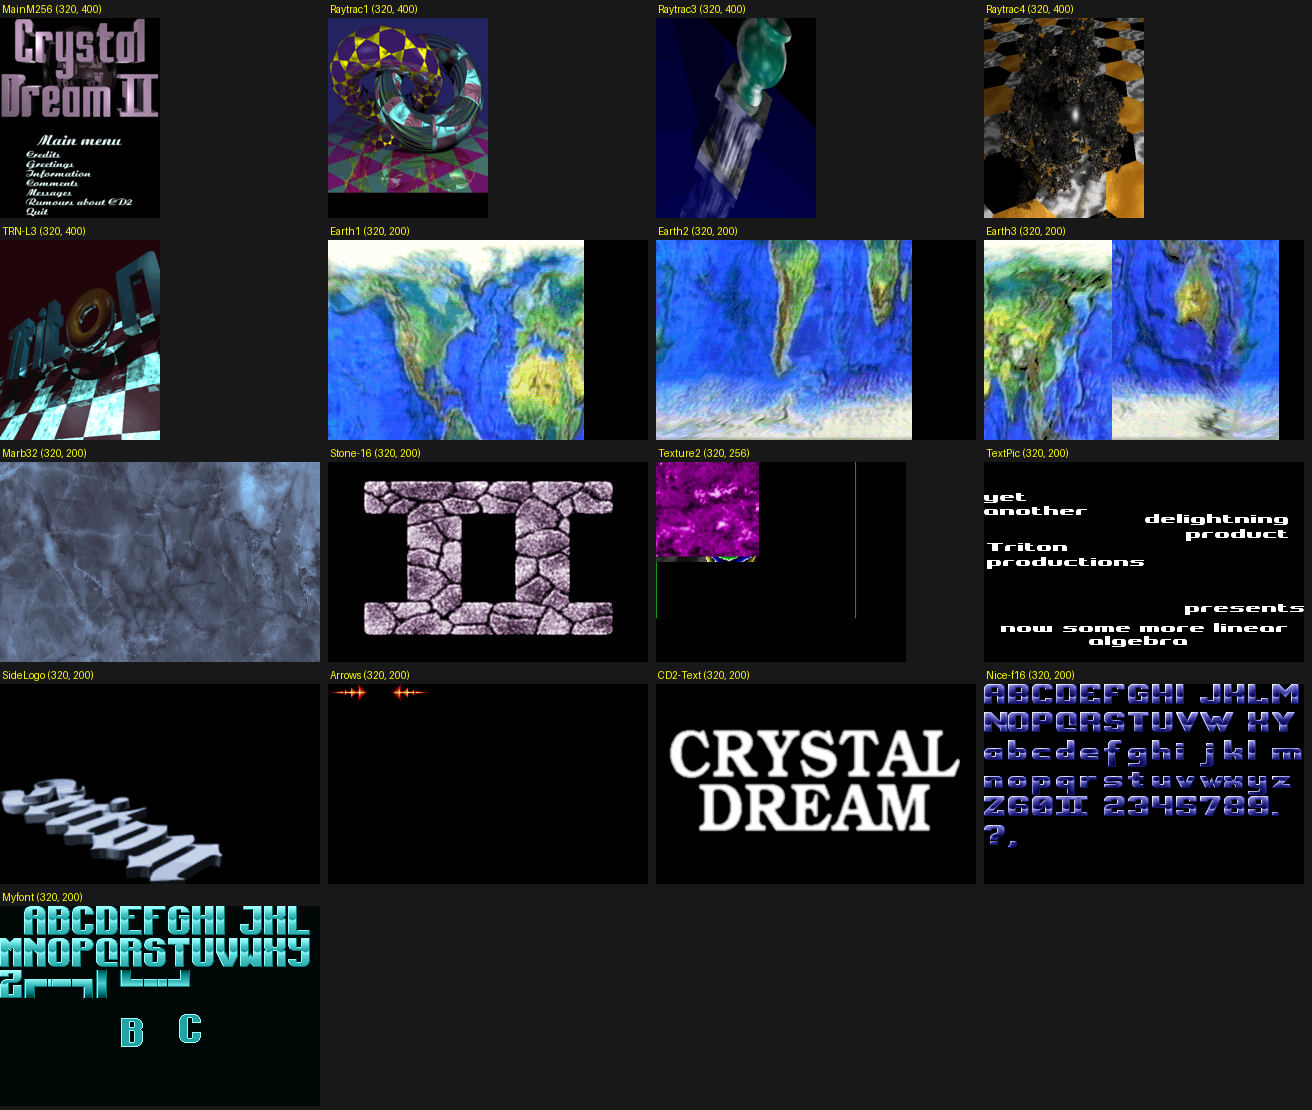 MainM256 (320, 400)
Raytrac1 (320, 400)
Raytrac3 (320, 400)
Raytrac4 (320, 400)
Crystal
Dream II
Main menu
Credits
Greetings
Information
Comments
Messages
Rumours about CD2
Quit
TRN-L3 (320, 400)
Earth1 (320, 200)
Earth2 (320, 200)
Earth3 (320, 200)
TRiTON
Marb32 (320, 200)
Stone-16 (320, 200)
Texture2 (320, 256)
TextPic (320, 200)
II
yet
another
delightning
product
Triton
productions
presents
now some more linear
algebra
SideLogo (320, 200)
Arrows (320, 200)
CD2-Text (320, 200)
Nice-f16 (320, 200)
Triton
CRYSTAL
DREAM
ABCDEFGHI JKLM
NOPQRSTUVW XY
abcdefghi jkl m
nopqrstuvwxyz
Z60II 2345789.
?,
Myfont (320, 200)
ABCDEFGHI JKL
MNOPQRSTUVWXY
Z
B C